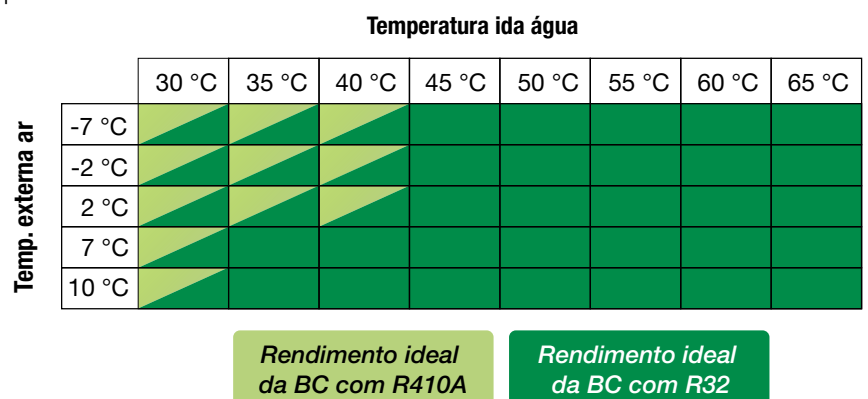 Temperatura ida água
30 °C 35 °C 40 °C 45 °C 50 °C 55 °C 60 °C 65 °C
Temp. externa ar
-7 °C
-2 °C
2 °C
7 °C
10 °C
Rendimento ideal
da BC com R410A
Rendimento ideal
da BC com R32